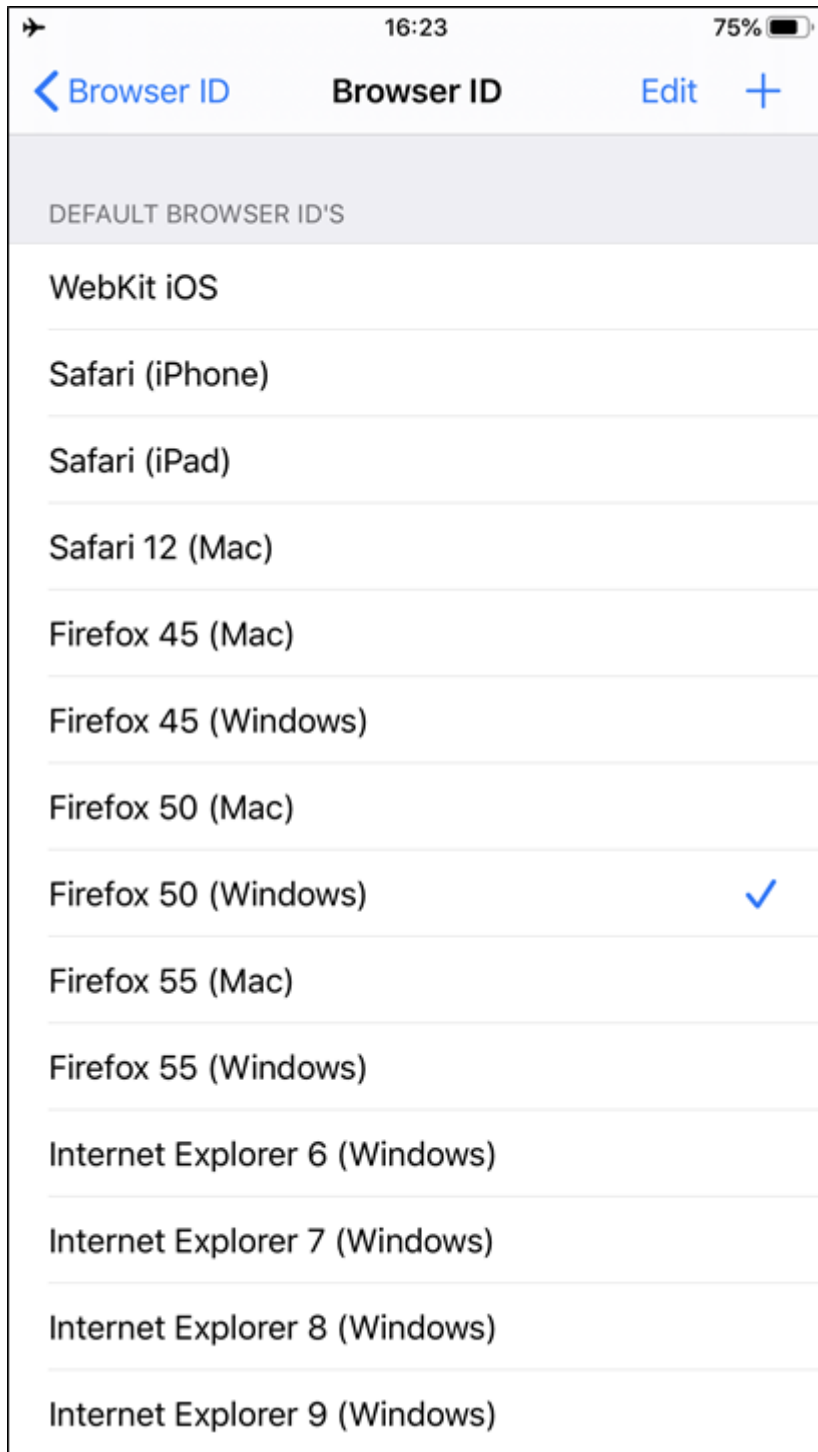 16:23
75%
Browser ID
Browser ID
Edit
DEFAULT BROWSER ID'S
WebKit iOS
Safari (iPhone)
Safari (iPad)
Safari 12 (Mac)
Firefox 45 (Mac)
Firefox 45 (Windows)
Firefox 50 (Mac)
Firefox 50 (Windows)
Firefox 55 (Mac)
Firefox 55 (Windows)
Internet Explorer 6 (Windows)
Internet Explorer 7 (Windows)
Internet Explorer 8 (Windows)
Internet Explorer 9 (Windows)